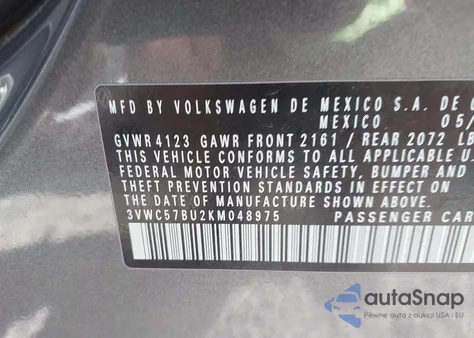 MFD BY VOLKSWAGEN DE MEXICO S.A. DE
MEXICO 05/
GVWR 4123 GAWR FRONT 2161 / REAR 2072 LB
THIS VEHICLE CONFORMS TO ALL APPLICABLE
FEDERAL MOTOR VEHICLE SAFETY, BUMPER AND
THEFT PREVENTION STANDARDS IN EFFECT ON
THE DATE OF MANUFACTURE SHOWN ABOVE.
3VWC57BU2KM048975 PASSENGER CAR
autoSnap
Pewne auta z USA i EU